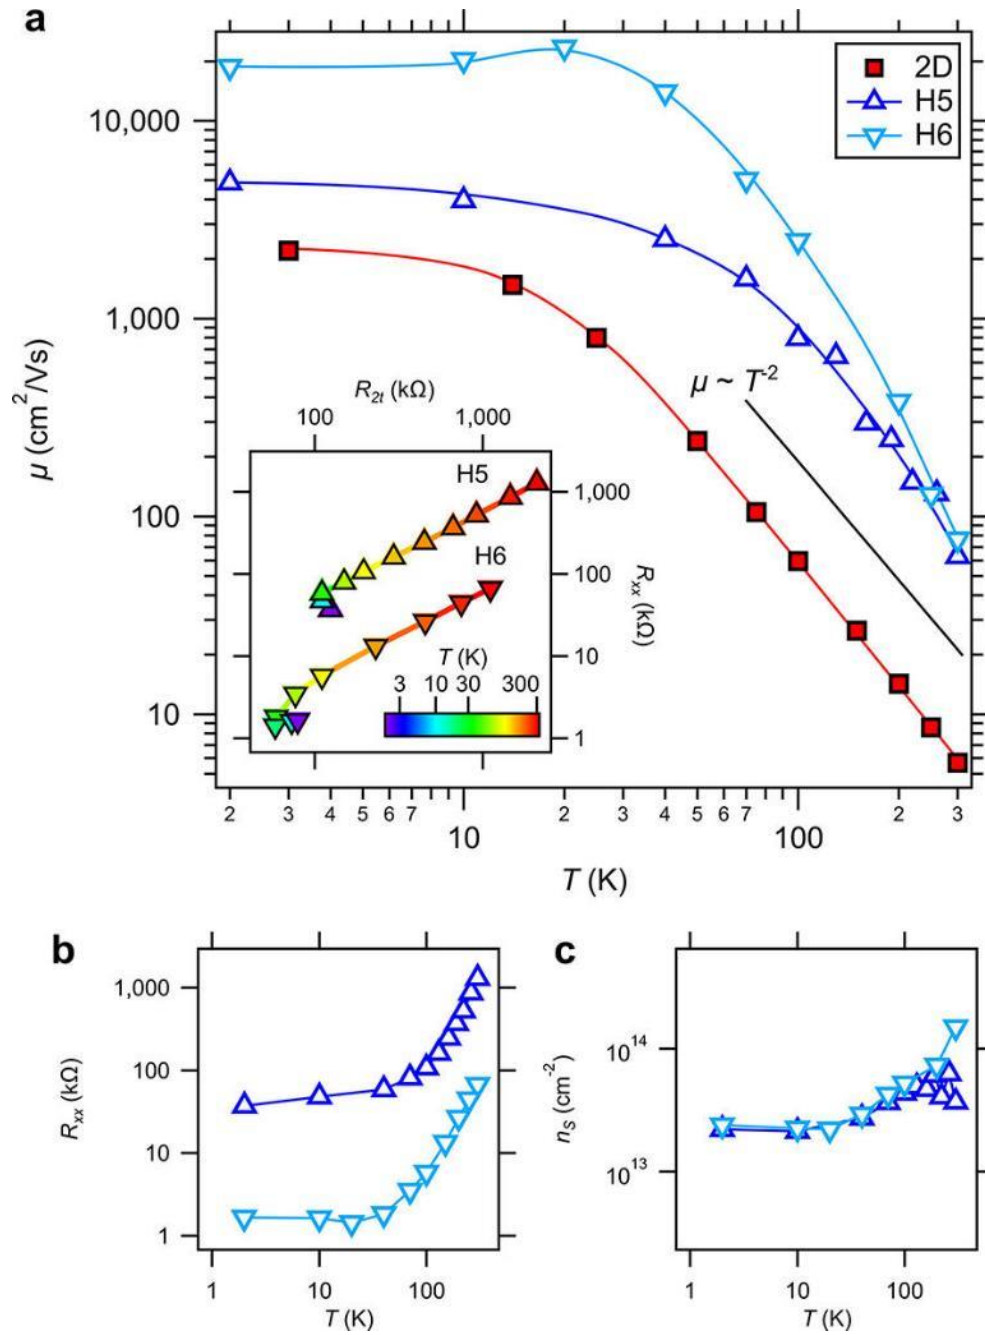 a
2D
H5
H6
10,000
1,000
100
10
μ (cm²/Vs)
μ ~ T⁻²
R₂ₜ (kΩ)
100 1,000
H5
H6
1,000
100
10
1
Rₓₓ (kΩ)
T (K)
3 10 30 300
2 3 4 5 6 7 10 2 3 4 5 6 7 100 2 3
T (K)
b
1,000
100
10
1
Rₓₓ (kΩ)
1 10 100
T (K)
c
10¹⁴
10¹³
nₛ (cm⁻²)
1 10 100
T (K)